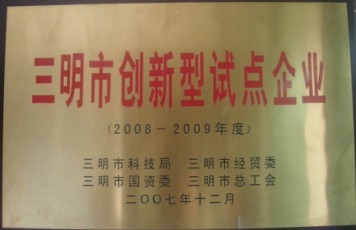 三明市创新型试点企业
（2008－2009年度）
三明市科技局 三明市经贸委
三明市国资委 三明市总工会
二〇〇七年十二月